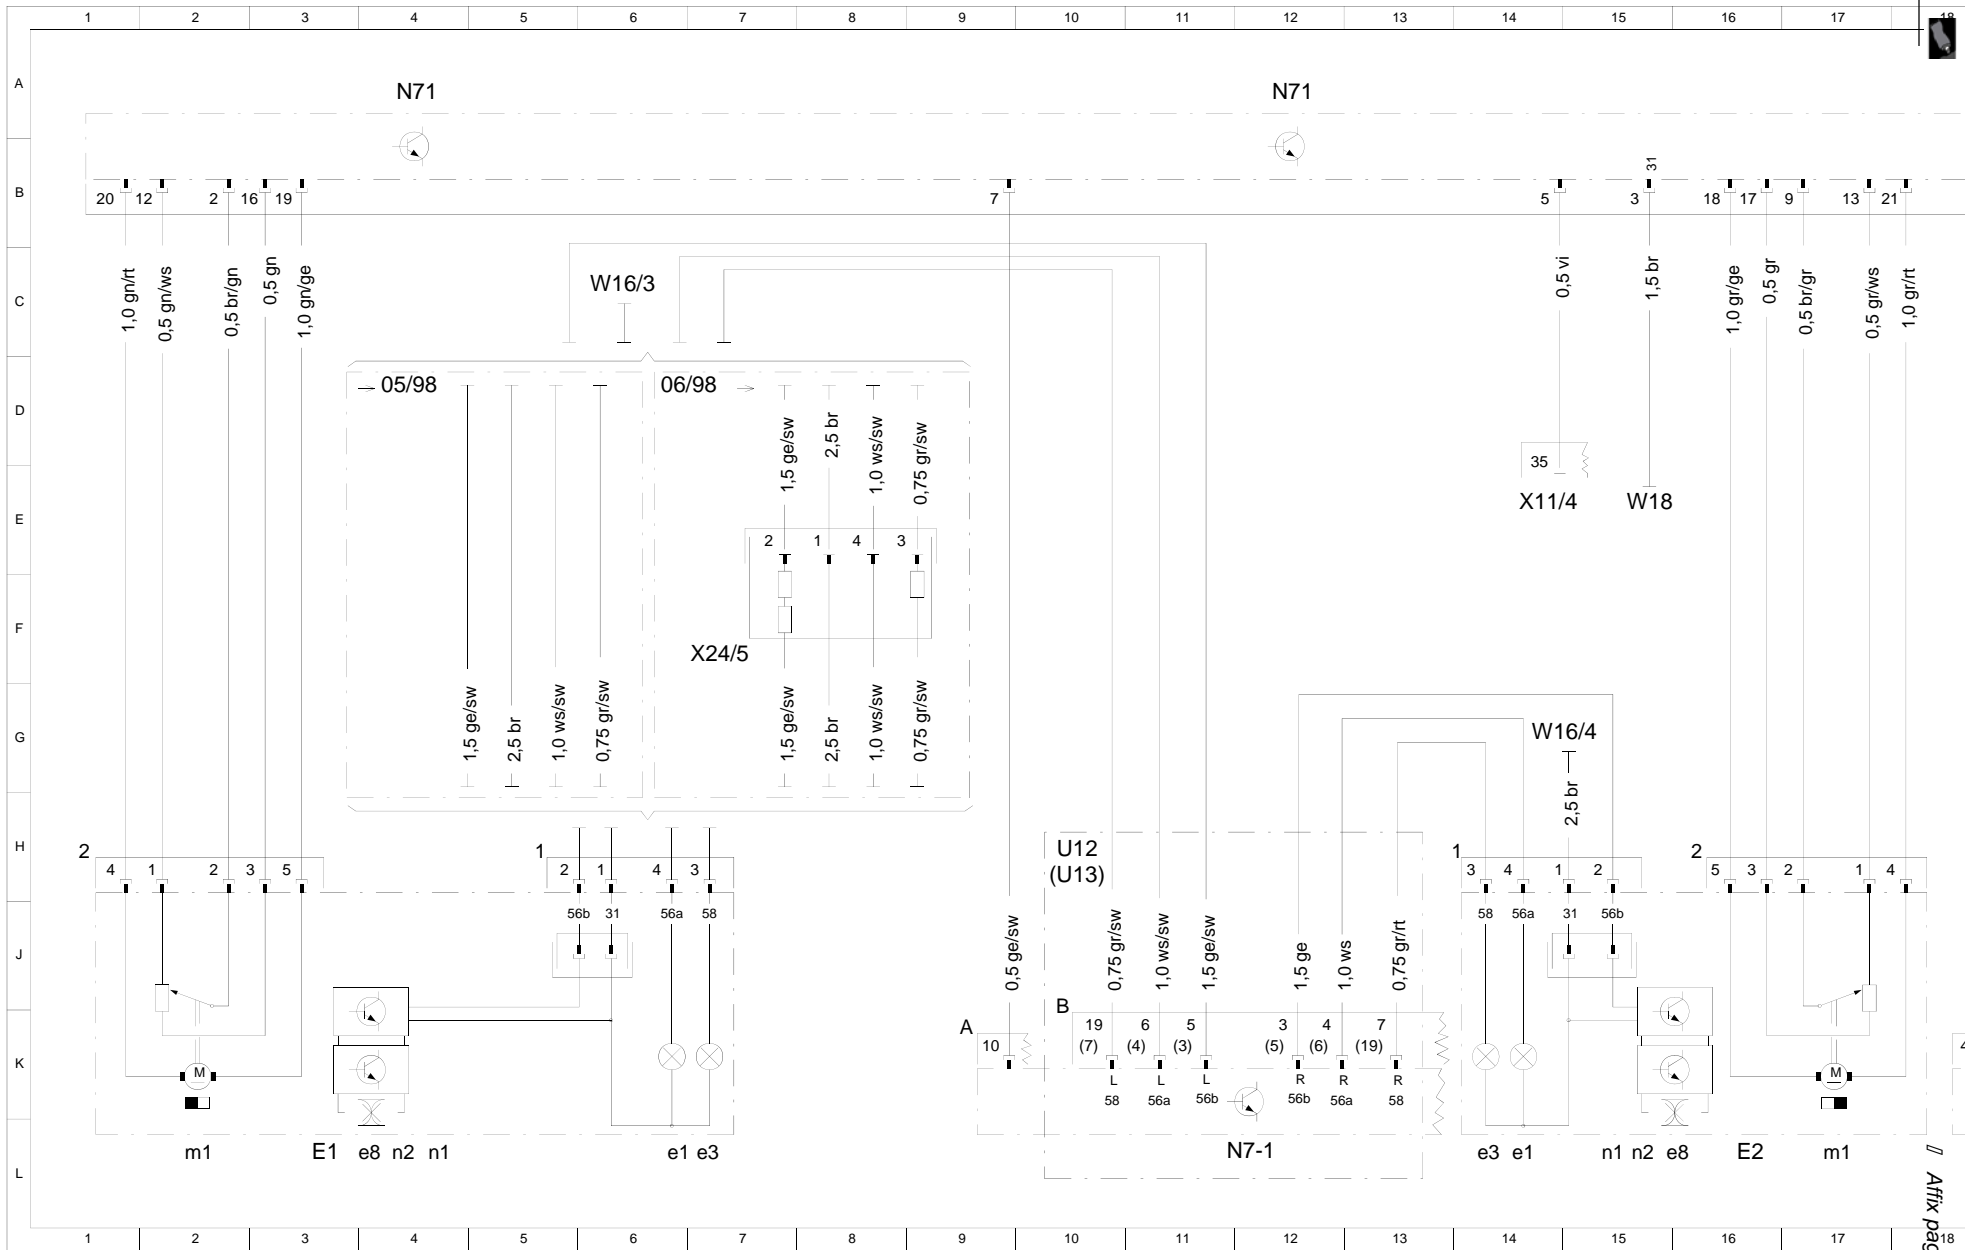 1 2 3 4 5 6 7 8 9 10 11 12 13 14 15 16 17 18
A
N71 N71
31
B
20 12 2 16 19 7 5 3 18 17 9 13 21
1,0 gn/rt
0,5 gn/ws
0,5 br/gn
0,5 gn
1,0 gn/ge
0,5 vi
1,5 br
1,0 gr/ge
0,5 gr
0,5 br/gr
0,5 gr/ws
1,0 gr/rt
C
W16/3
05/98 06/98
D
1,5 ge/sw
2,5 br
1,0 ws/sw
0,75 gr/sw
35
X11/4 W18
E
2 1 4 3
F
X24/5
1,5 ge/sw
2,5 br
1,0 ws/sw
0,75 gr/sw
1,5 ge/sw
2,5 br
1,0 ws/sw
0,75 gr/sw
G
W16/4
2,5 br
H
2 1 U12 1 2
(U13)
4 1 2 3 5 2 1 4 3 3 4 1 2 5 3 2 1 4
56b 31 56a 58 58 56a 31 56b
J
0,5 ge/sw
0,75 gr/sw
1,0 ws/sw
1,5 ge/sw
1,5 ge
1,0 ws
0,75 gr/rt
B
A
19 6 5 3 4 7
10 (7) (4) (3) (5) (6) (19)
K
4
M M
L L L R R R
58 56a 56b 56b 56a 58
m1 E1 e8 n2 n1 e1 e3 N7-1 e3 e1 n1 n2 e8 E2 m1
L
Affix pag
1 2 3 4 5 6 7 8 9 10 11 12 13 14 15 16 17 18